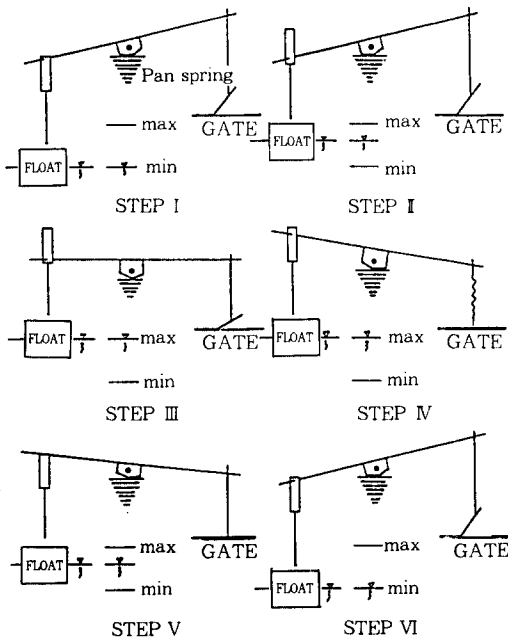 Pan spring
max
GATE
FLOAT
min
STEP I
max
GATE
FLOAT
min
STEP II
FLOAT
max
GATE
min
STEP III
FLOAT
max
GATE
min
STEP IV
max
GATE
FLOAT
min
STEP V
max
GATE
FLOAT
min
STEP VI